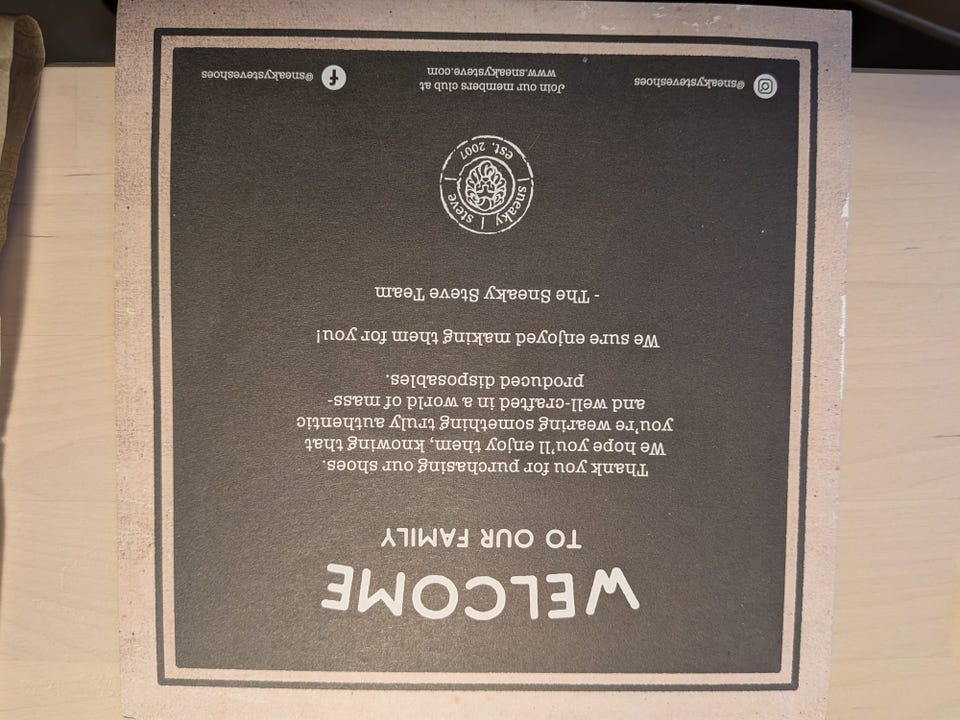 WELCOME
TO OUR FAMILY
Thank you for purchasing our shoes.
We hope you'll enjoy them, knowing that
you're wearing something truly authentic
and well-crafted in a world of mass-
produced disposables.
We sure enjoyed making them for you!
- The Sneaky Steve Team
sneaky | steve |
est. 2007
@sneakysteveshoes
Join our members club at
www.sneakysteve.com
@sneakysteveshoes